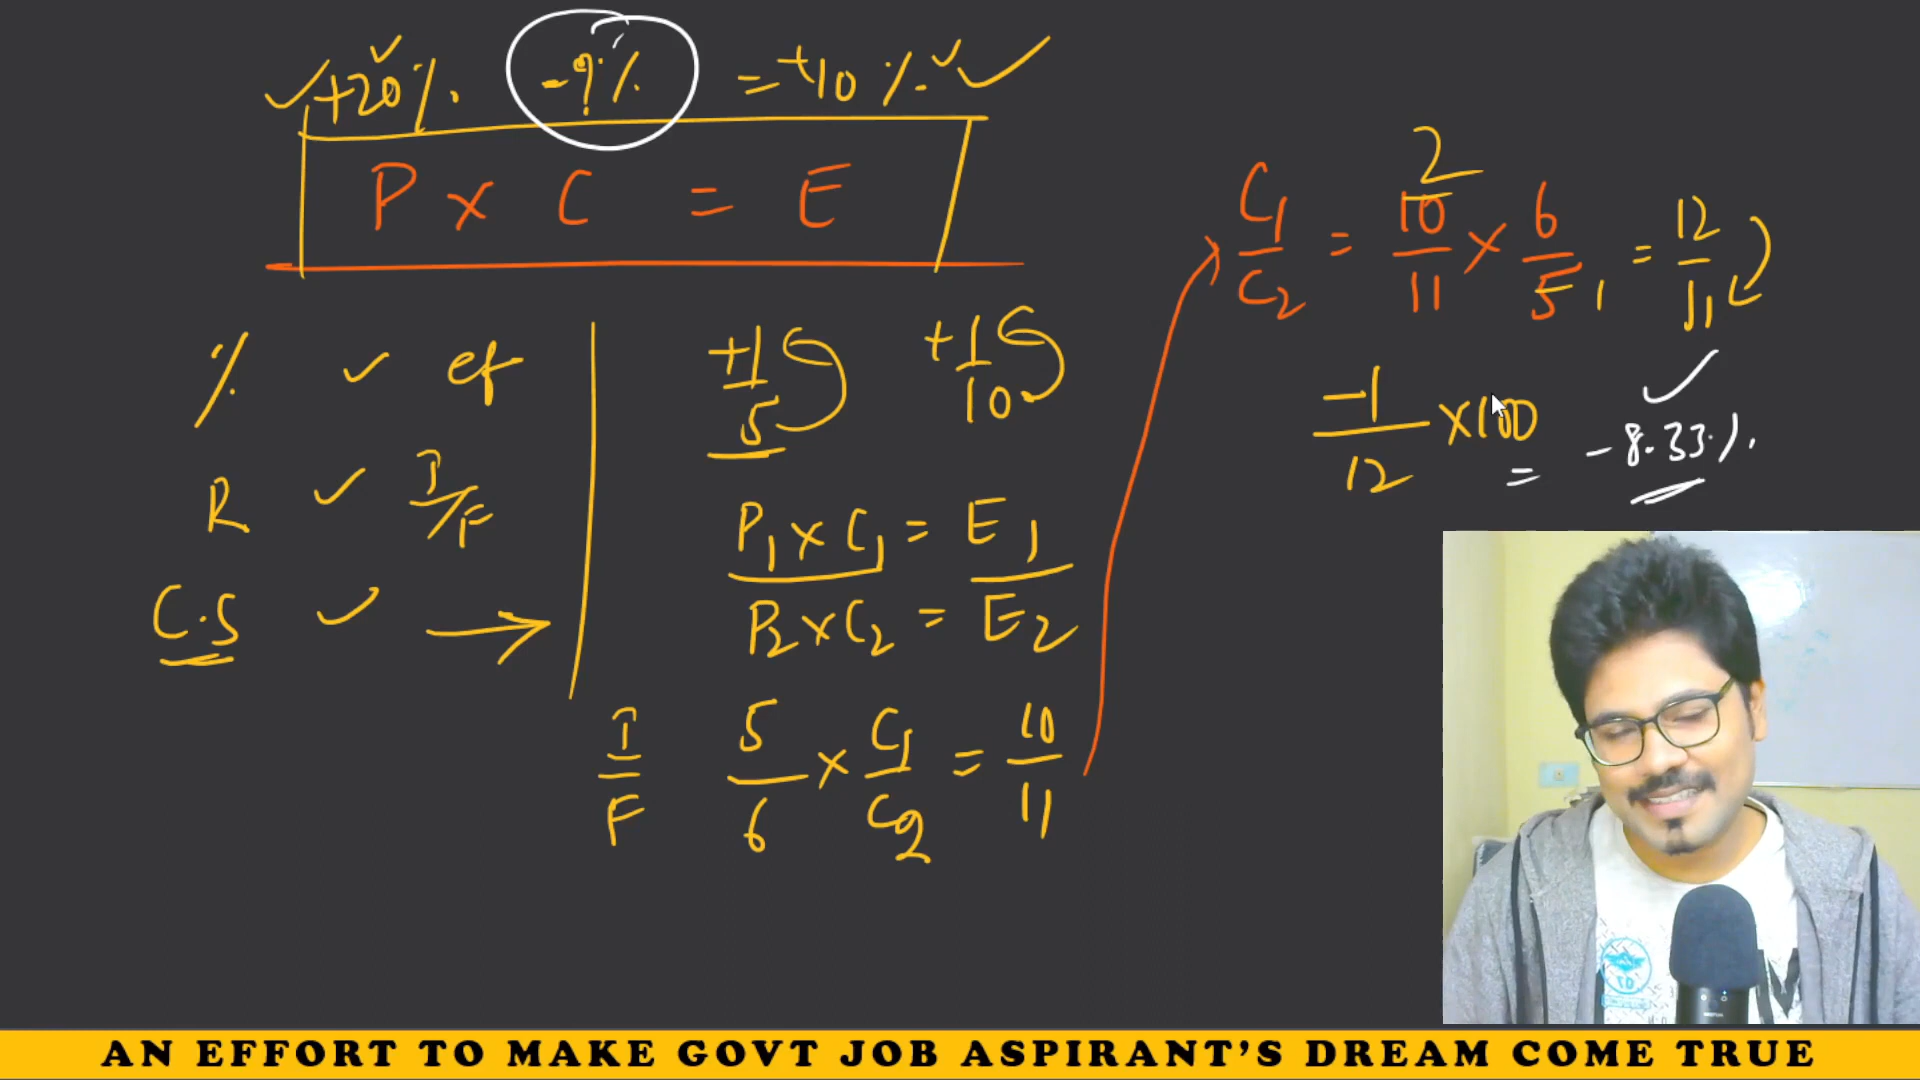 +20% -?% = +10%
P x C = E
% ef
R I/F
C.S
+1/5 +1/10
P1 x C1 = E1
P2 x C2 = E2
I/F 5/6 x C1/C2 = 10/11
2
C1/C2 = 10/11 x 6/5 1 = 12/11
-1/12 x 100 = -8.33%
AN EFFORT TO MAKE GOVT JOB ASPIRANT'S DREAM COME TRUE